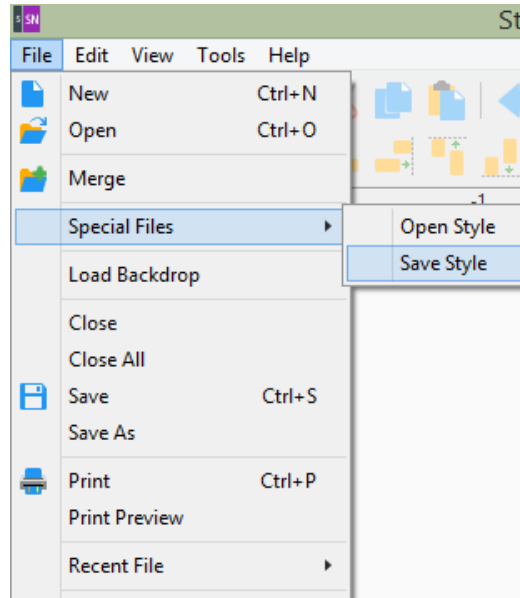 S SN
St
File Edit View Tools Help
New Ctrl+N
Open Ctrl+O
Merge
Special Files
Open Style
Save Style
Load Backdrop
Close
Close All
Save Ctrl+S
Save As
Print Ctrl+P
Print Preview
Recent File
-1